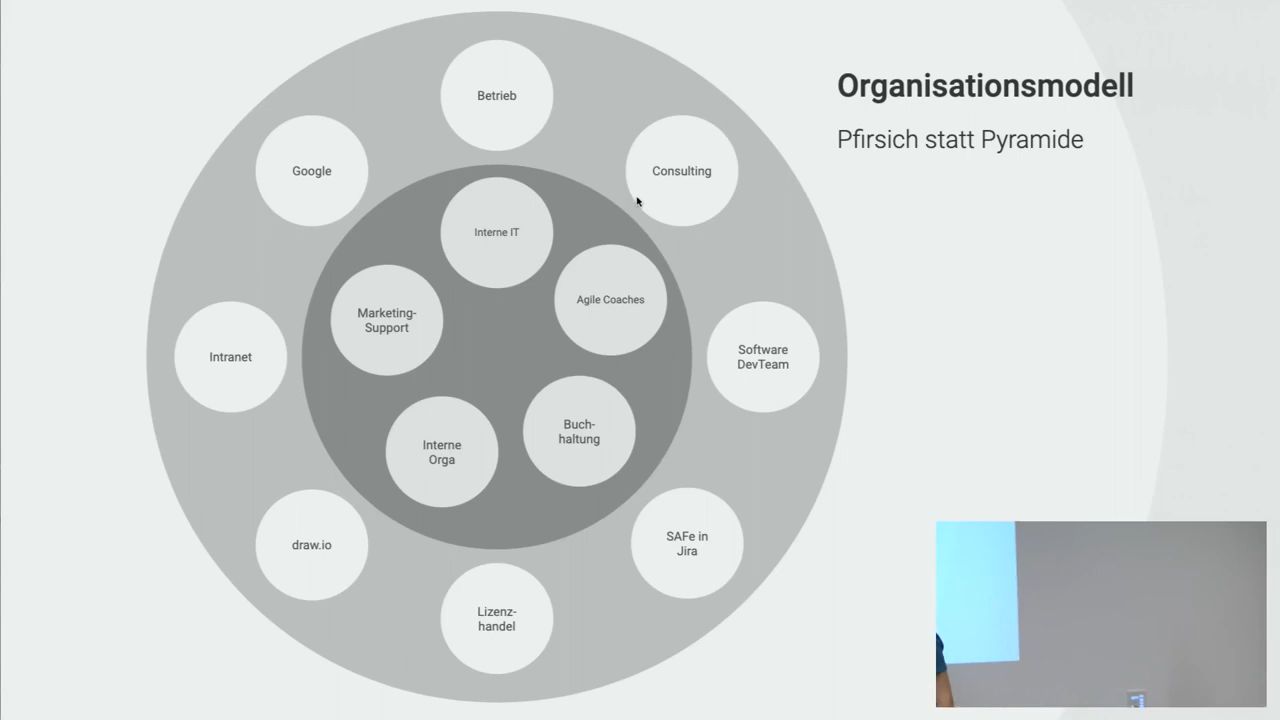 Organisationsmodell
Pfirsich statt Pyramide
Betrieb
Google
Consulting
Interne IT
Agile Coaches
Marketing-
Support
Intranet
Software
DevTeam
Buch-
haltung
Interne
Orga
draw.io
SAFe in
Jira
Lizenz-
handel